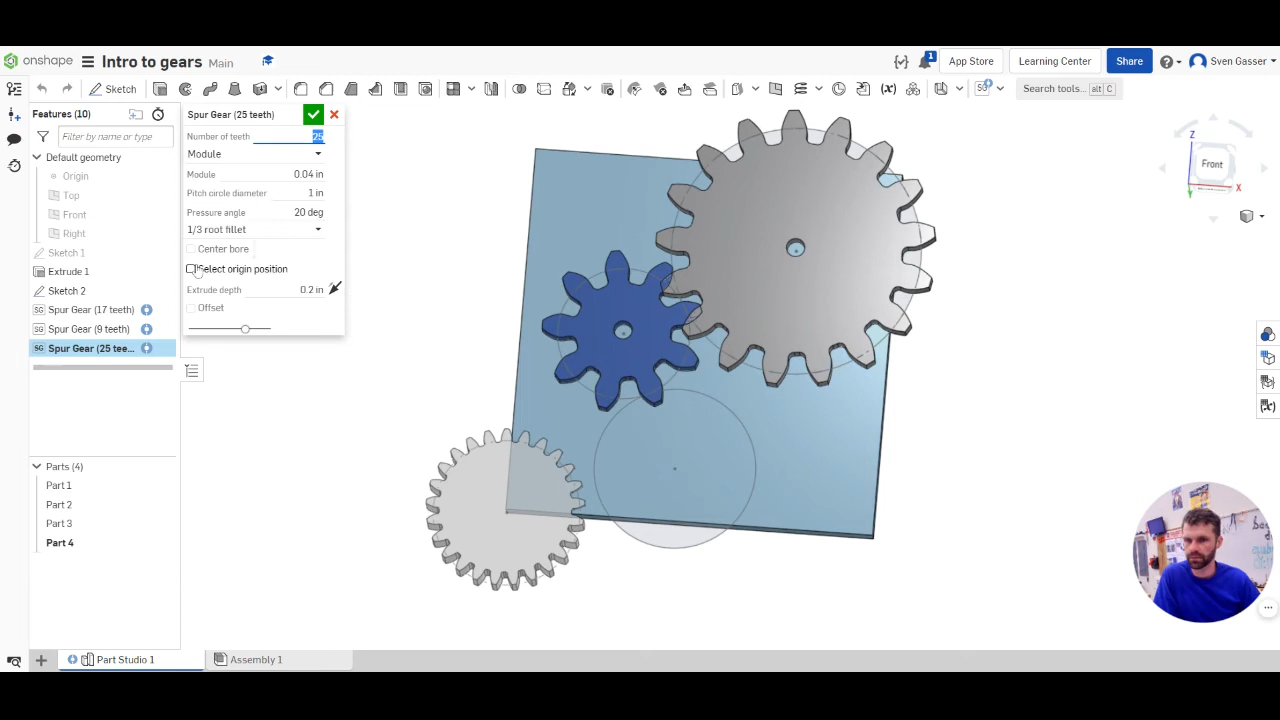 onshape Intro to gears Main
1
App Store Learning Center Share Sven Gasser
Sketch
Search tools... alt C
Features (10)
Filter by name or type
Default geometry
Origin
Top
Front
Right
Sketch 1
Extrude 1
Sketch 2
SG Spur Gear (17 teeth)
SG Spur Gear (9 teeth)
SG Spur Gear (25 tee...
Spur Gear (25 teeth)
Number of teeth 25
Module
Module 0.04 in
Pitch circle diameter 1 in
Pressure angle 20 deg
1/3 root fillet
Center bore
Select origin position
Extrude depth 0.2 in
Offset
Z
Front
X
Y
Parts (4)
Part 1
Part 2
Part 3
Part 4
Part Studio 1
Assembly 1